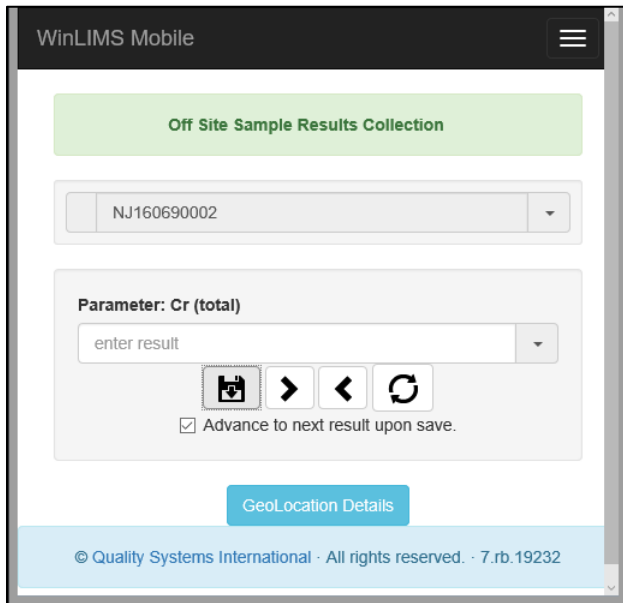 WinLIMS Mobile
Off Site Sample Results Collection
NJ160690002
Parameter: Cr (total)
enter result
Advance to next result upon save.
GeoLocation Details
© Quality Systems International · All rights reserved. · 7.rb.19232